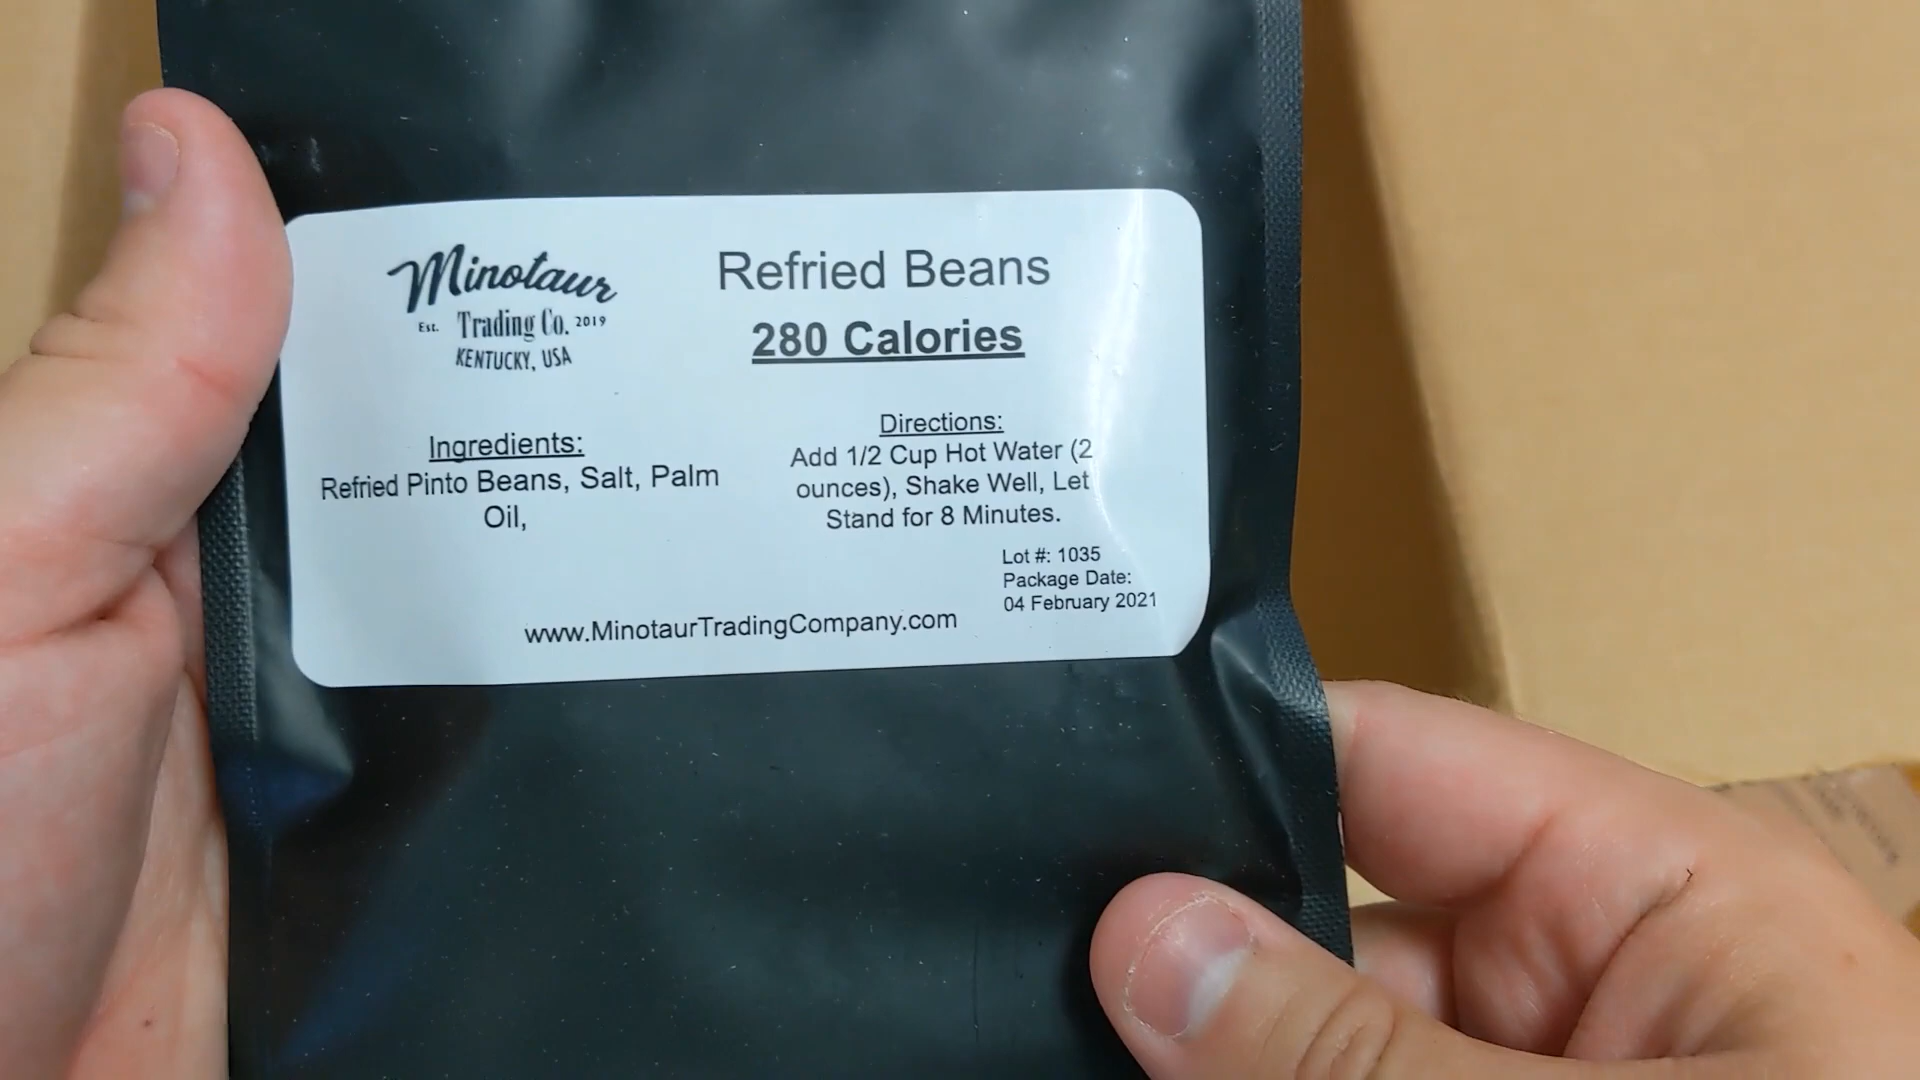 Minotaur
Est. Trading Co. 2019
KENTUCKY, USA
Refried Beans
280 Calories
Ingredients:
Refried Pinto Beans, Salt, Palm
Oil,
Directions:
Add 1/2 Cup Hot Water (2
ounces), Shake Well, Let
Stand for 8 Minutes.
Lot #: 1035
Package Date:
04 February 2021
www.MinotaurTradingCompany.com